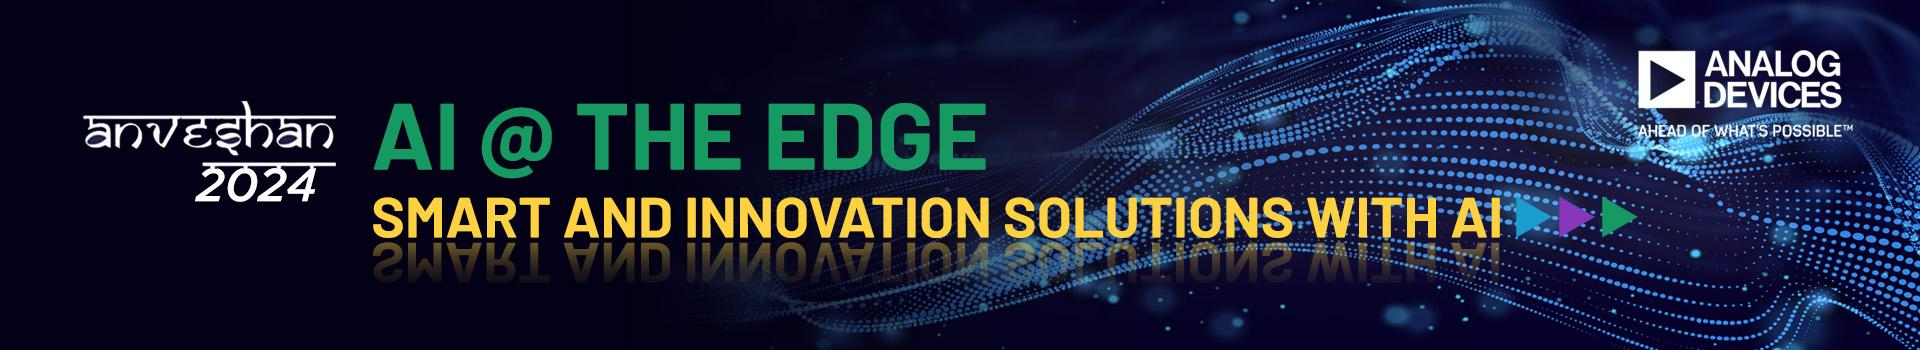 anveshan
2024
AI @ THE EDGE
SMART AND INNOVATION SOLUTIONS WITH AI
ANALOG
DEVICES
AHEAD OF WHAT'S POSSIBLE™